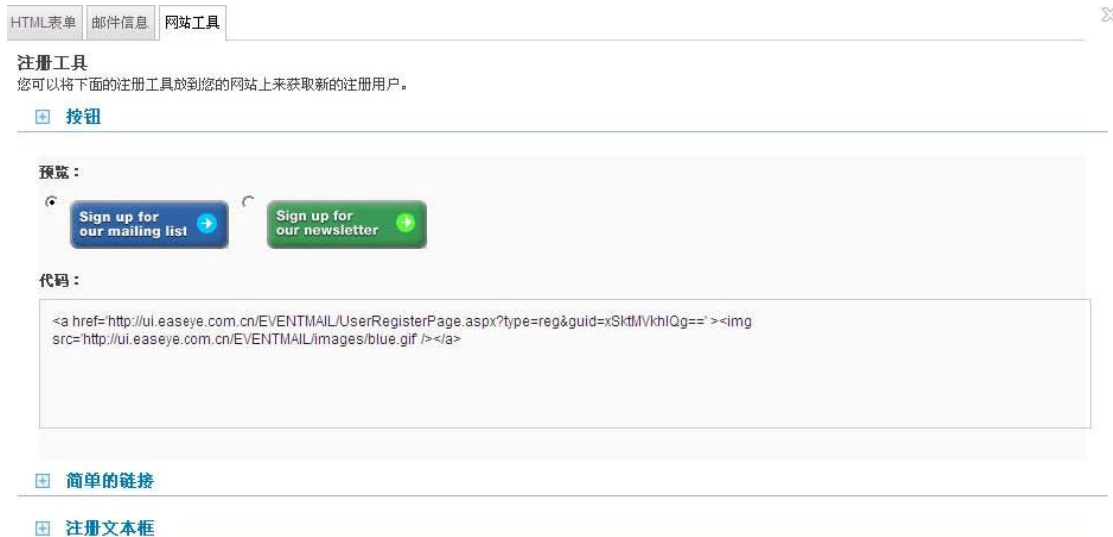 HTML表单 邮件信息 网站工具
注册工具
您可以将下面的注册工具放到您的网站上来获取新的注册用户。
按钮
预览：
Sign up for
our mailing list
Sign up for
our newsletter
代码：
<a href='http://ui.easeye.com.cn/EVENTMAIL/UserRegisterPage.aspx?type=reg&guid=xSktMVkhIQg==' ><img
src='http://ui.easeye.com.cn/EVENTMAIL/images/blue.gif' /></a>
简单的链接
注册文本框